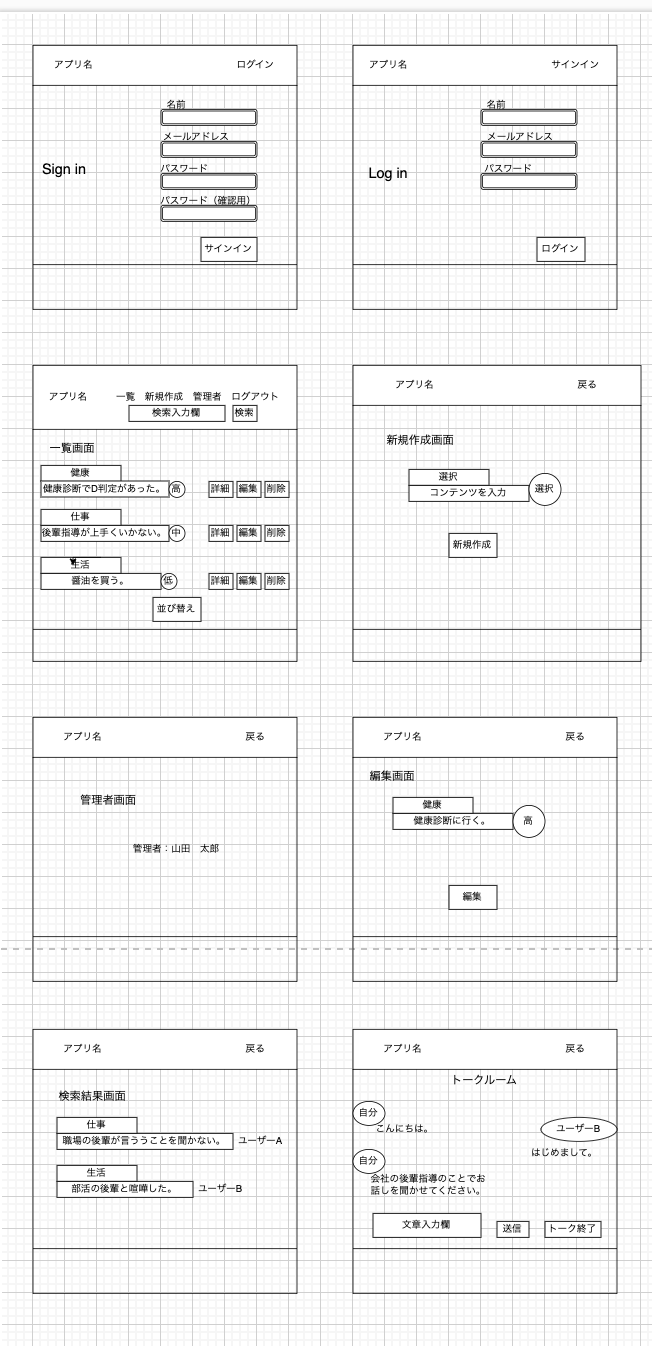 アプリ名 ログイン
Sign in
名前
メールアドレス
パスワード
パスワード（確認用）
サインイン
アプリ名 サインイン
Log in
名前
メールアドレス
パスワード
ログイン
アプリ名 一覧 新規作成 管理者 ログアウト
検索入力欄 検索
一覧画面
健康
健康診断でD判定があった。 高 詳細 編集 削除
仕事
後輩指導が上手くいかない。 中 詳細 編集 削除
生活
醤油を買う。 低 詳細 編集 削除
並び替え
アプリ名 戻る
新規作成画面
選択
コンテンツを入力 選択
新規作成
アプリ名 戻る
管理者画面
管理者：山田　太郎
アプリ名 戻る
編集画面
健康
健康診断に行く。 高
編集
アプリ名 戻る
検索結果画面
仕事
職場の後輩が言ううことを聞かない。 ユーザーA
生活
部活の後輩と喧嘩した。 ユーザーB
アプリ名 戻る
トークルーム
自分
こんにちは。
ユーザーB
はじめまして。
自分
会社の後輩指導のことでお
話しを聞かせてください。
文章入力欄 送信 トーク終了